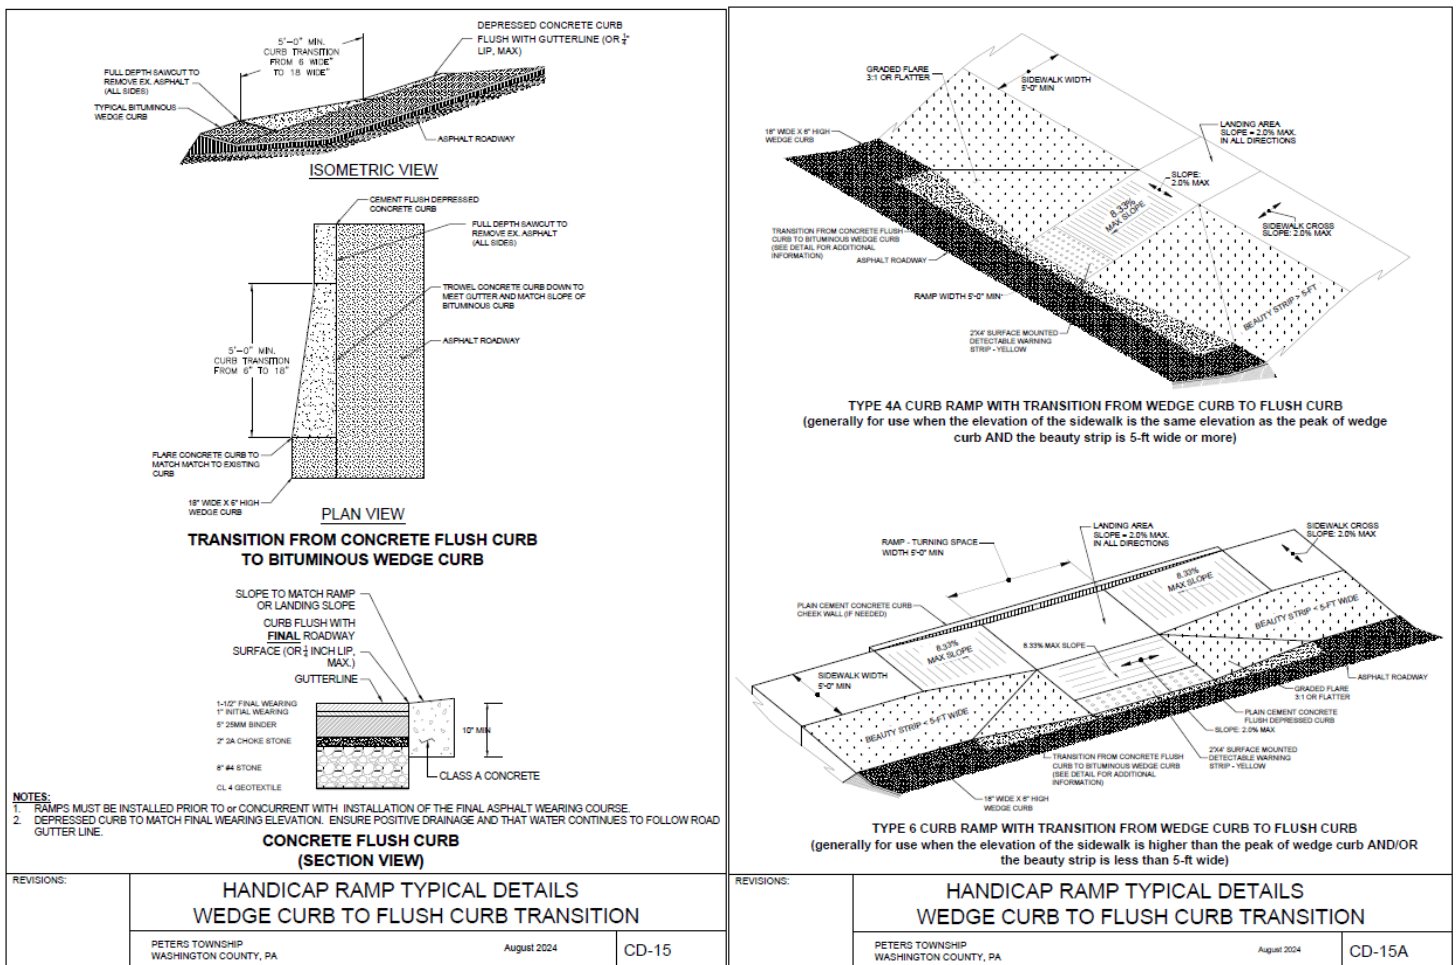 DEPRESSED CONCRETE CURB
FLUSH WITH GUTTERLINE (OR ¼"
LIP, MAX)
5'-0" MIN.
CURB TRANSITION
FROM 6 WIDE"
TO 18 WIDE"
FULL DEPTH SAWCUT TO
REMOVE EX. ASPHALT
(ALL SIDES)
TYPICAL BITUMINOUS
WEDGE CURB
ASPHALT ROADWAY
ISOMETRIC VIEW
CEMENT FLUSH DEPRESSED
CONCRETE CURB
FULL DEPTH SAWCUT TO
REMOVE EX. ASPHALT
(ALL SIDES)
TROWEL CONCRETE CURB DOWN TO
MEET GUTTER AND MATCH SLOPE OF
BITUMINOUS CURB
ASPHALT ROADWAY
5'-0" MIN.
CURB TRANSITION
FROM 6" TO 18"
FLARE CONCRETE CURB TO
MATCH MATCH TO EXISTING
CURB
18" WIDE X 6" HIGH
WEDGE CURB
PLAN VIEW
TRANSITION FROM CONCRETE FLUSH CURB
TO BITUMINOUS WEDGE CURB
SLOPE TO MATCH RAMP
OR LANDING SLOPE
CURB FLUSH WITH
FINAL ROADWAY
SURFACE (OR ¼ INCH LIP,
MAX.)
GUTTERLINE
1-1/2" FINAL WEARING
1" INITIAL WEARING
5" 25MM BINDER
2" 2A CHOKE STONE
8" #4 STONE
CL 4 GEOTEXTILE
10" MIN
CLASS A CONCRETE
NOTES:
1. RAMPS MUST BE INSTALLED PRIOR TO or CONCURRENT WITH INSTALLATION OF THE FINAL ASPHALT WEARING COURSE.
2. DEPRESSED CURB TO MATCH FINAL WEARING ELEVATION. ENSURE POSITIVE DRAINAGE AND THAT WATER CONTINUES TO FOLLOW ROAD
GUTTER LINE.
CONCRETE FLUSH CURB
(SECTION VIEW)
REVISIONS:
HANDICAP RAMP TYPICAL DETAILS
WEDGE CURB TO FLUSH CURB TRANSITION
PETERS TOWNSHIP
WASHINGTON COUNTY, PA
August 2024
CD-15
GRADED FLARE
3:1 OR FLATTER
SIDEWALK WIDTH
5'-0" MIN
18" WIDE X 6" HIGH
WEDGE CURB
LANDING AREA
SLOPE = 2.0% MAX.
IN ALL DIRECTIONS
SLOPE:
2.0% MAX
8.33%
MAX SLOPE
SIDEWALK CROSS
SLOPE: 2.0% MAX
TRANSITION FROM CONCRETE FLUSH
CURB TO BITUMINOUS WEDGE CURB
(SEE DETAIL FOR ADDITIONAL
INFORMATION)
ASPHALT ROADWAY
RAMP WIDTH 5'-0" MIN
BEAUTY STRIP > 5-FT
2'X4' SURFACE MOUNTED
DETECTABLE WARNING
STRIP - YELLOW
TYPE 4A CURB RAMP WITH TRANSITION FROM WEDGE CURB TO FLUSH CURB
(generally for use when the elevation of the sidewalk is the same elevation as the peak of wedge
curb AND the beauty strip is 5-ft wide or more)
LANDING AREA
SLOPE = 2.0% MAX.
IN ALL DIRECTIONS
SIDEWALK CROSS
SLOPE: 2.0% MAX
RAMP - TURNING SPACE
WIDTH 5'-0" MIN
8.33%
MAX SLOPE
PLAIN CEMENT CONCRETE CURB
CHEEK WALL (IF NEEDED)
BEAUTY STRIP < 5-FT WIDE
8.33%
MAX SLOPE
8.33% MAX SLOPE
SIDEWALK WIDTH
5'-0" MIN
ASPHALT ROADWAY
GRADED FLARE
3:1 OR FLATTER
BEAUTY STRIP < 5-FT WIDE
PLAIN CEMENT CONCRETE
FLUSH DEPRESSED CURB
SLOPE: 2.0% MAX
TRANSITION FROM CONCRETE FLUSH
CURB TO BITUMINOUS WEDGE CURB
(SEE DETAIL FOR ADDITIONAL
INFORMATION)
2'X4' SURFACE MOUNTED
DETECTABLE WARNING
STRIP - YELLOW
18" WIDE X 6" HIGH
WEDGE CURB
TYPE 6 CURB RAMP WITH TRANSITION FROM WEDGE CURB TO FLUSH CURB
(generally for use when the elevation of the sidewalk is higher than the peak of wedge curb AND/OR
the beauty strip is less than 5-ft wide)
REVISIONS:
HANDICAP RAMP TYPICAL DETAILS
WEDGE CURB TO FLUSH CURB TRANSITION
PETERS TOWNSHIP
WASHINGTON COUNTY, PA
August 2024
CD-15A